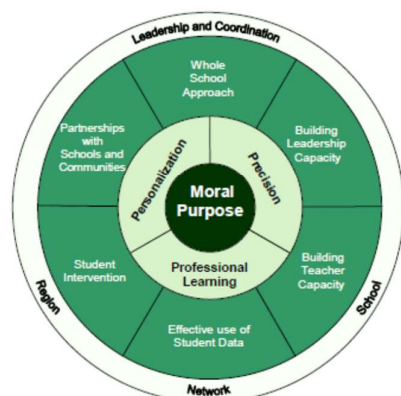 Leadership and Coordination
Whole
School
Approach
Partnerships
with
Schools and
Communities
Building
Leadership
Capacity
Personalization
Precision
Moral
Purpose
Professional
Learning
Student
Intervention
Building
Teacher
Capacity
Effective use of
Student Data
Region
School
Network